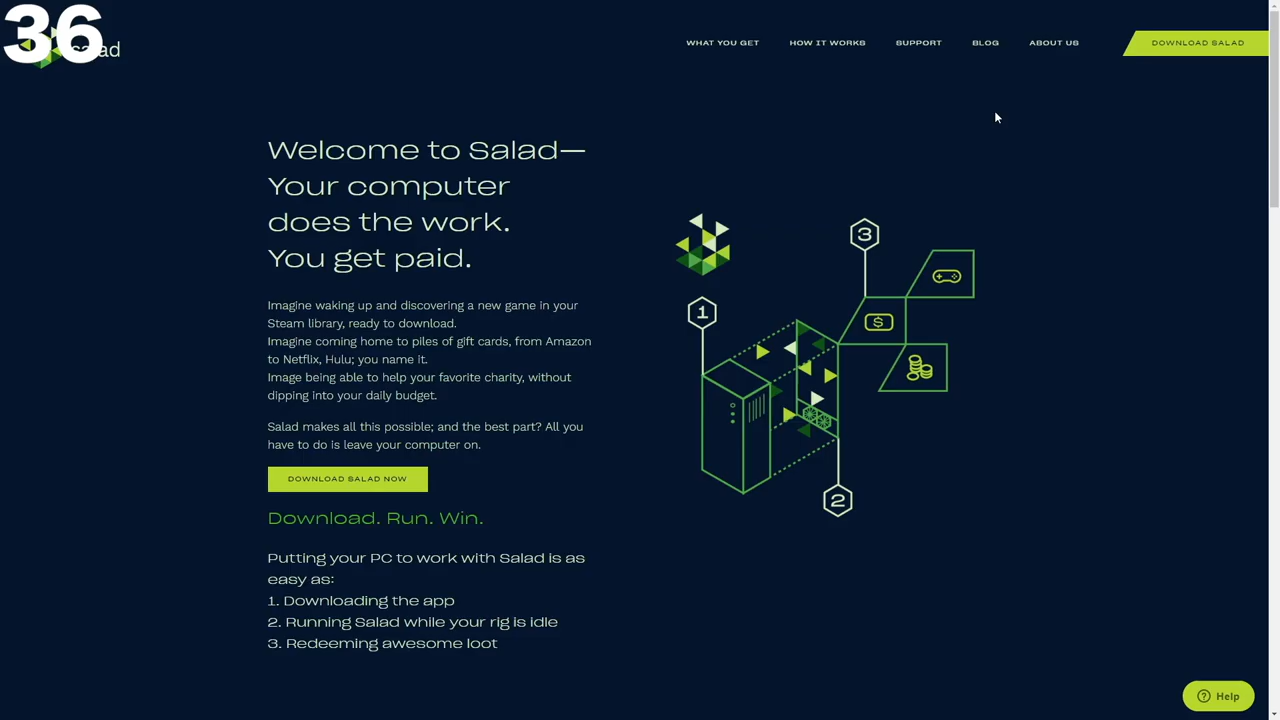 36
salad
WHAT YOU GET
HOW IT WORKS
SUPPORT
BLOG
ABOUT US
DOWNLOAD SALAD
Welcome to Salad—
Your computer
does the work.
You get paid.
Imagine waking up and discovering a new game in your
Steam library, ready to download.
Imagine coming home to piles of gift cards, from Amazon
to Netflix, Hulu; you name it.
Image being able to help your favorite charity, without
dipping into your daily budget.
Salad makes all this possible; and the best part? All you
have to do is leave your computer on.
DOWNLOAD SALAD NOW
Download. Run. Win.
Putting your PC to work with Salad is as
easy as:
1. Downloading the app
2. Running Salad while your rig is idle
3. Redeeming awesome loot
1
3
$
2
Help